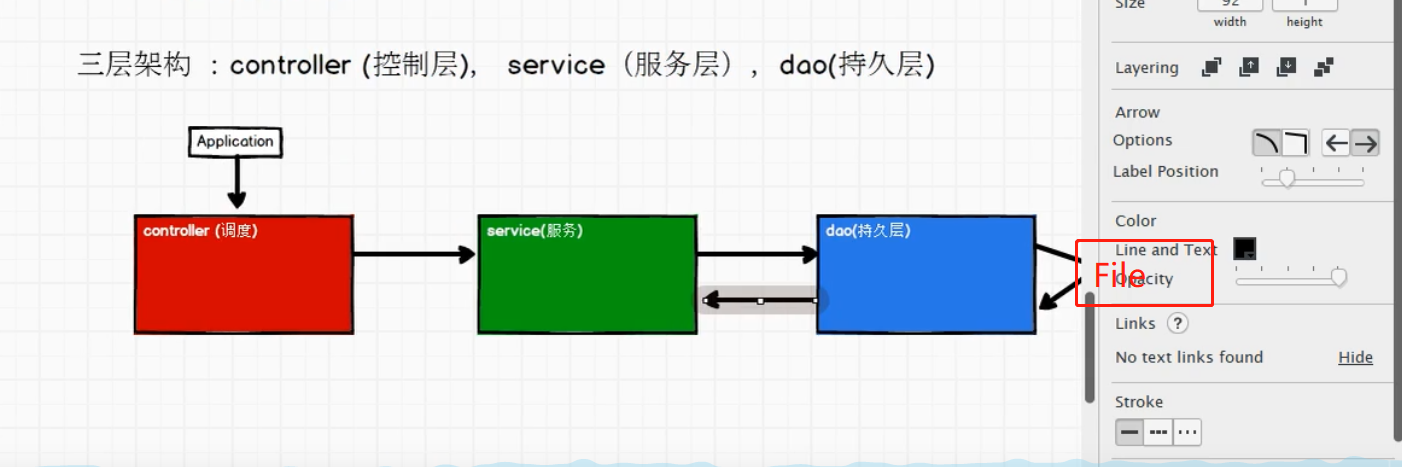 Size
92
width
height
三层架构 ：controller (控制层)， service（服务层）, dao(持久层)
Layering
Application
Arrow
Options
Label Position
controller (调度)
service(服务)
dao(持久层)
Color
Line and Text
File
Opacity
Links ?
No text links found
Hide
Stroke